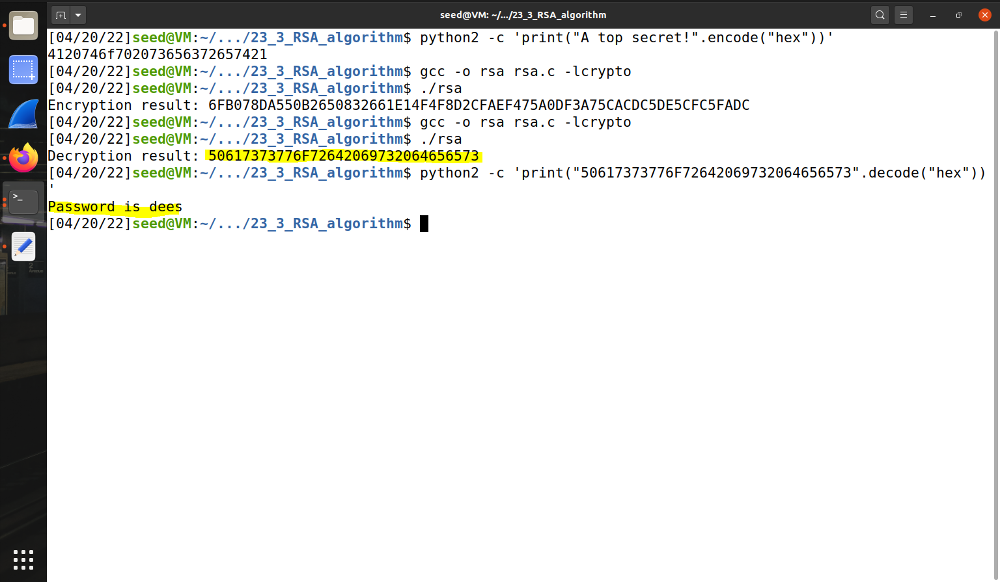 seed@VM: ~/.../23_3_RSA_algorithm
[04/20/22]seed@VM:~/.../23_3_RSA_algorithm$ python2 -c 'print("A top secret!".encode("hex"))'
4120746f702073656372657421
[04/20/22]seed@VM:~/.../23_3_RSA_algorithm$ gcc -o rsa rsa.c -lcrypto
[04/20/22]seed@VM:~/.../23_3_RSA_algorithm$ ./rsa
Encryption result: 6FB078DA550B2650832661E14F4F8D2CFAEF475A0DF3A75CACDC5DE5CFC5FADC
[04/20/22]seed@VM:~/.../23_3_RSA_algorithm$ gcc -o rsa rsa.c -lcrypto
[04/20/22]seed@VM:~/.../23_3_RSA_algorithm$ ./rsa
Decryption result: 50617373776F72642069732064656573
[04/20/22]seed@VM:~/.../23_3_RSA_algorithm$ python2 -c 'print("50617373776F72642069732064656573".decode("hex"))
'
Password is dees
[04/20/22]seed@VM:~/.../23_3_RSA_algorithm$